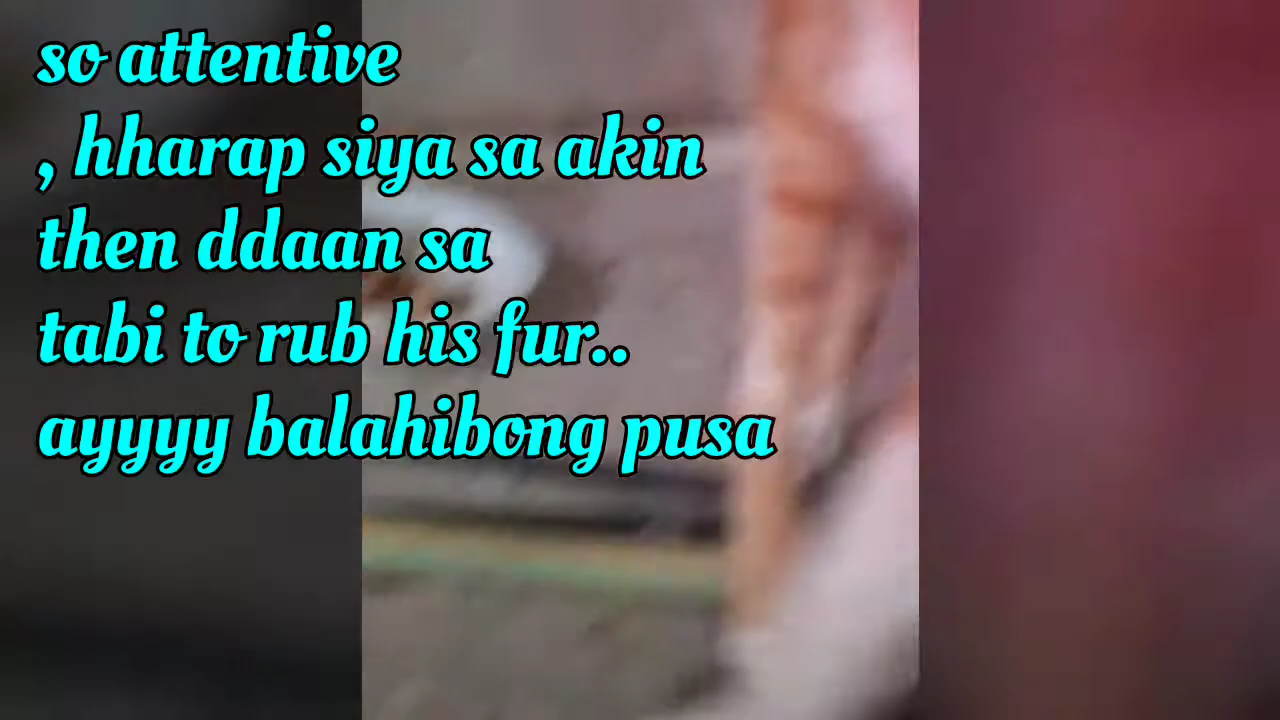 so attentive
, hharap siya sa akin
then ddaan sa
tabi to rub his fur..
ayyyy balahibong pusa